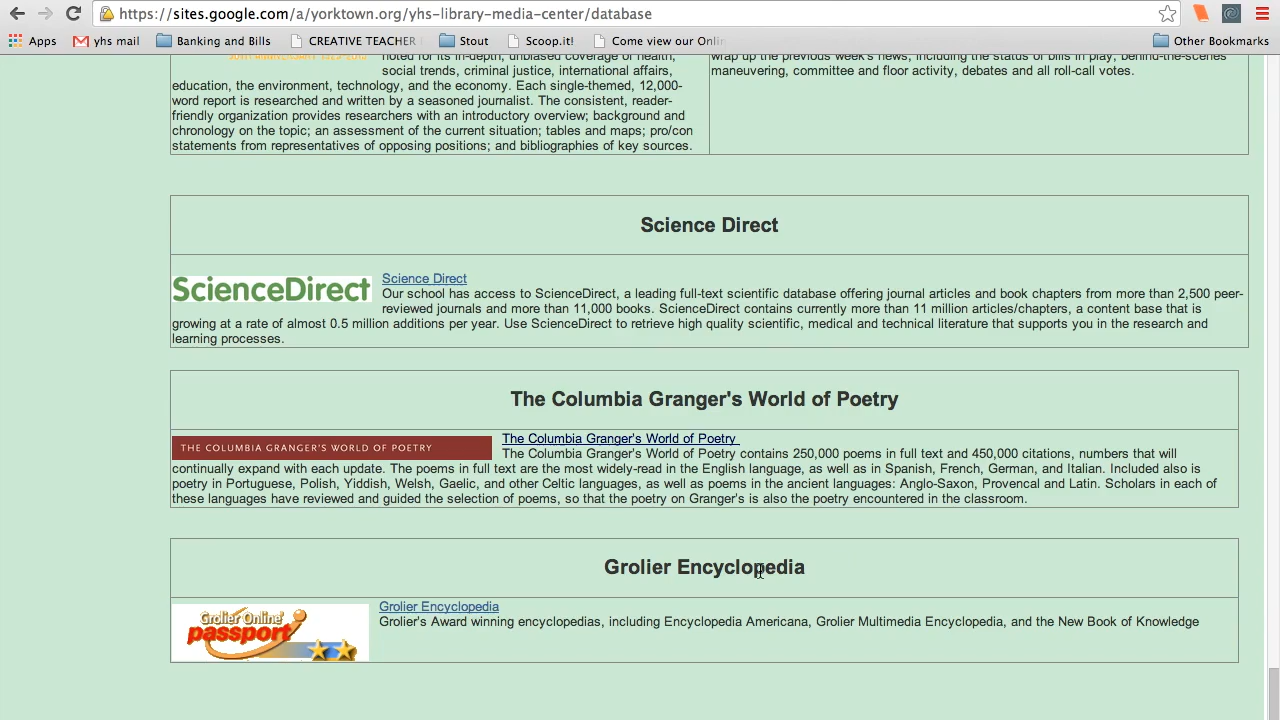 https://sites.google.com/a/yorktown.org/yhs-library-media-center/database
Apps yhs mail Banking and Bills CREATIVE TEACHER Stout Scoop.it! Come view our Onlin Other Bookmarks
noted for its in-depth, unbiased coverage of health,
social trends, criminal justice, international affairs,
education, the environment, technology, and the economy. Each single-themed, 12,000-
word report is researched and written by a seasoned journalist. The consistent, reader-
friendly organization provides researchers with an introductory overview; background and
chronology on the topic; an assessment of the current situation; tables and maps; pro/con
statements from representatives of opposing positions; and bibliographies of key sources.
wrap up the previous week's news, including the status of bills in play, behind-the-scenes
maneuvering, committee and floor activity, debates and all roll-call votes.
Science Direct
ScienceDirect
Science Direct
Our school has access to ScienceDirect, a leading full-text scientific database offering journal articles and book chapters from more than 2,500 peer-
reviewed journals and more than 11,000 books. ScienceDirect contains currently more than 11 million articles/chapters, a content base that is
growing at a rate of almost 0.5 million additions per year. Use ScienceDirect to retrieve high quality scientific, medical and technical literature that supports you in the research and
learning processes.
The Columbia Granger's World of Poetry
THE COLUMBIA GRANGER'S WORLD OF POETRY
The Columbia Granger's World of Poetry
The Columbia Granger's World of Poetry contains 250,000 poems in full text and 450,000 citations, numbers that will
continually expand with each update. The poems in full text are the most widely-read in the English language, as well as in Spanish, French, German, and Italian. Included also is
poetry in Portuguese, Polish, Yiddish, Welsh, Gaelic, and other Celtic languages, as well as poems in the ancient languages: Anglo-Saxon, Provencal and Latin. Scholars in each of
these languages have reviewed and guided the selection of poems, so that the poetry on Granger's is also the poetry encountered in the classroom.
Grolier Encyclopedia
Grolier Online
passport
Grolier Encyclopedia
Grolier's Award winning encyclopedias, including Encyclopedia Americana, Grolier Multimedia Encyclopedia, and the New Book of Knowledge